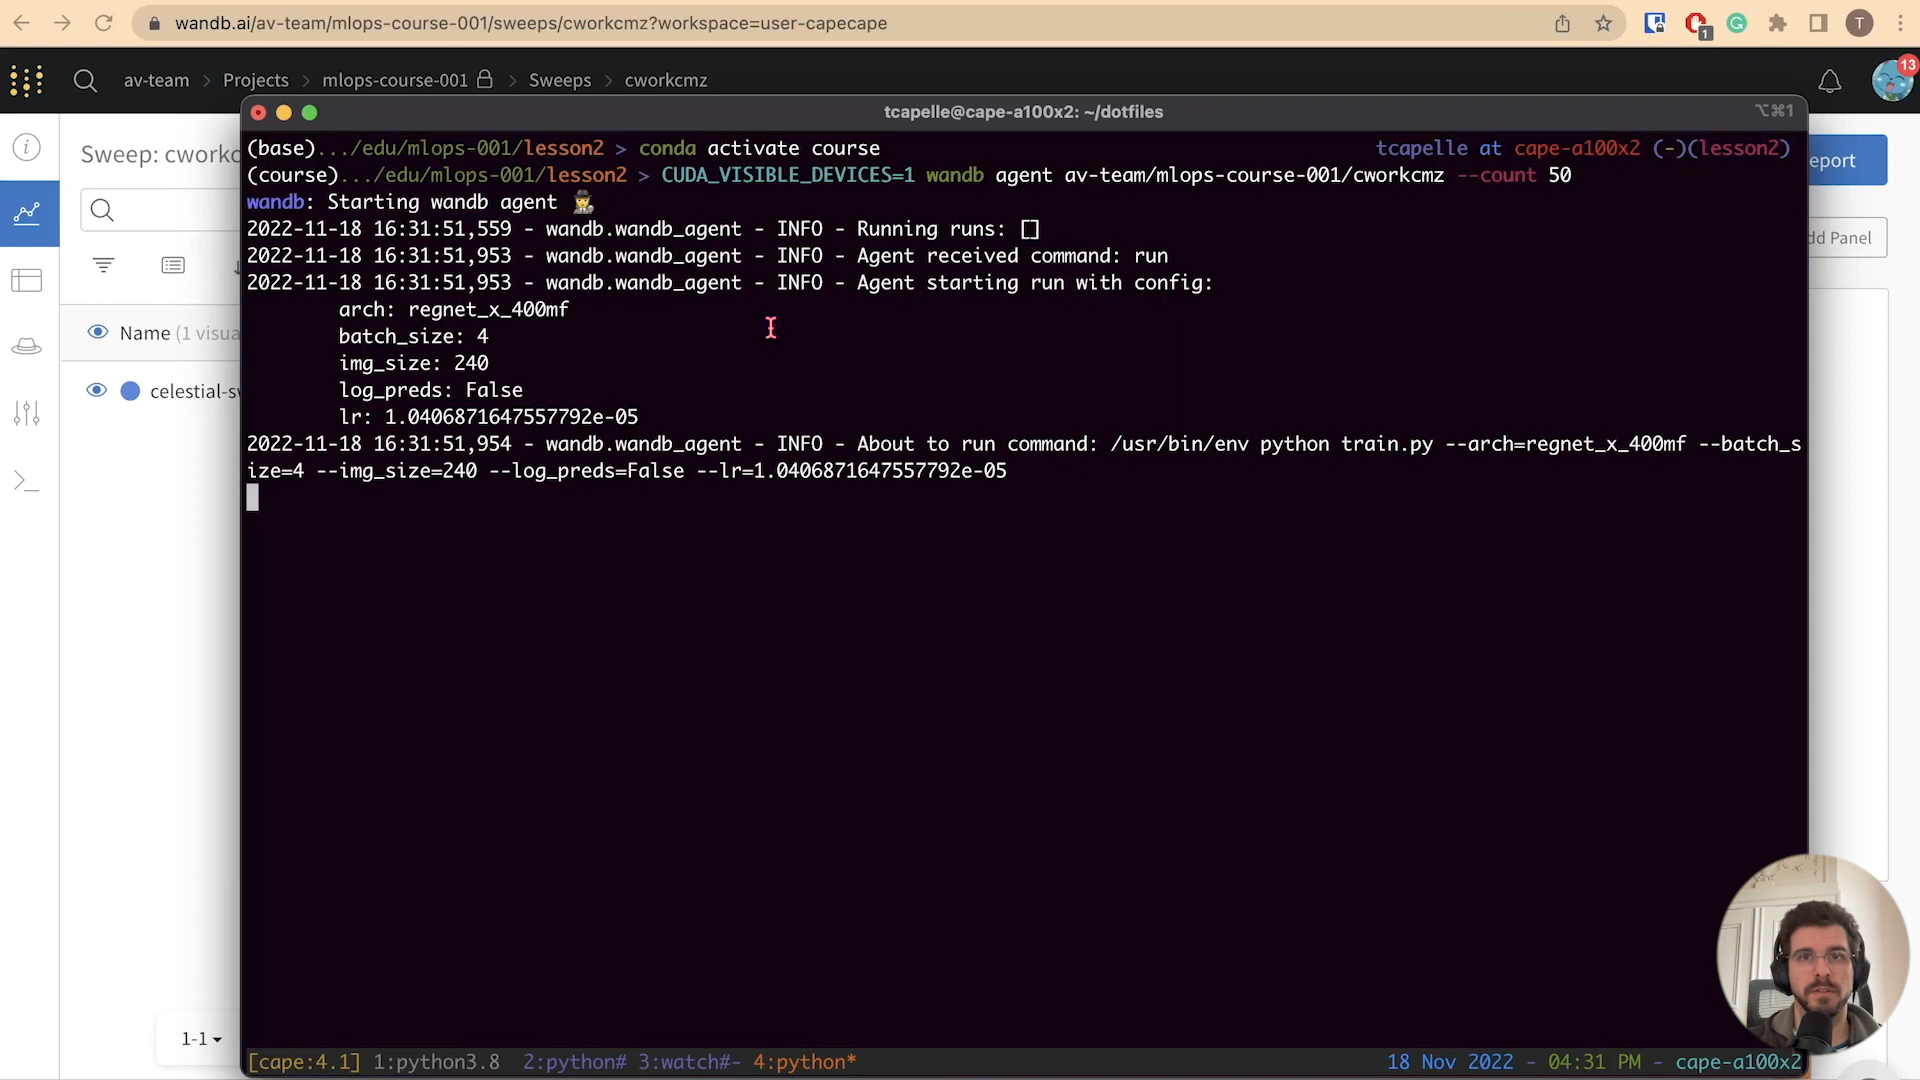 wandb.ai/av-team/mlops-course-001/sweeps/cworkcmz?workspace=user-capecape
1
T
av-team > Projects > mlops-course-001 > Sweeps > cworkcmz
13
tcapelle@cape-a100x2: ~/dotfiles
⌥⌘1
Sweep: cworkc
eport
dd Panel
Name (1 visua
celestial-sw
1-1
(base).../edu/mlops-001/lesson2 > conda activate course
tcapelle at cape-a100x2 (-)(lesson2)
(course).../edu/mlops-001/lesson2 > CUDA_VISIBLE_DEVICES=1 wandb agent av-team/mlops-course-001/cworkcmz --count 50
wandb: Starting wandb agent 🕵️
2022-11-18 16:31:51,559 - wandb.wandb_agent - INFO - Running runs: []
2022-11-18 16:31:51,953 - wandb.wandb_agent - INFO - Agent received command: run
2022-11-18 16:31:51,953 - wandb.wandb_agent - INFO - Agent starting run with config:
arch: regnet_x_400mf
batch_size: 4
img_size: 240
log_preds: False
lr: 1.0406871647557792e-05
2022-11-18 16:31:51,954 - wandb.wandb_agent - INFO - About to run command: /usr/bin/env python train.py --arch=regnet_x_400mf --batch_s
ize=4 --img_size=240 --log_preds=False --lr=1.0406871647557792e-05
[cape:4.1] 1:python3.8 2:python# 3:watch#- 4:python*
18 Nov 2022 - 04:31 PM - cape-a100x2